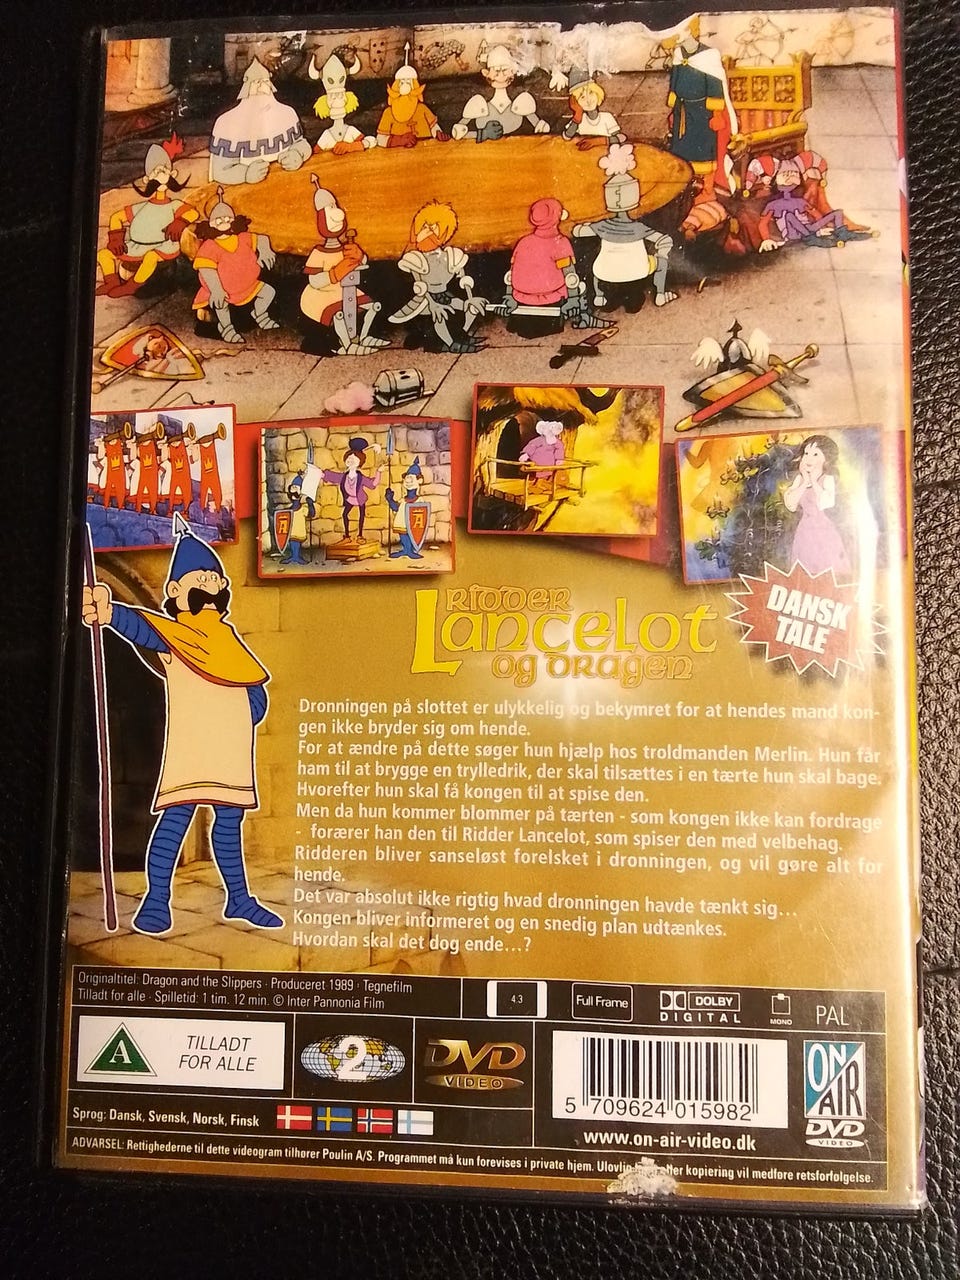 RIDDER
Lancelot
og dragen
DANSK
TALE
Dronningen på slottet er ulykkelig og bekymret for at hendes mand kon-
gen ikke bryder sig om hende.
For at ændre på dette søger hun hjælp hos troldmanden Merlin. Hun får
ham til at brygge en trylledrik, der skal tilsættes i en tærte hun skal bage.
Hvorefter hun skal få kongen til at spise den.
Men da hun kommer blommer på tærten - som kongen ikke kan fordrage
- forærer han den til Ridder Lancelot, som spiser den med velbehag.
Ridderen bliver sanseløst forelsket i dronningen, og vil gøre alt for
hende.
Det var absolut ikke rigtig hvad dronningen havde tænkt sig...
Kongen bliver informeret og en snedig plan udtænkes.
Hvordan skal det dog ende...?
Originaltitel: Dragon and the Slippers · Produceret 1989 · Tegnefilm
Tilladt for alle · Spilletid: 1 tim. 12 min. © Inter Pannonia Film
4:3
Full Frame
DOLBY
DIGITAL
MONO
PAL
A
TILLADT
FOR ALLE
2
DVD
VIDEO
5 709624 015982
www.on-air-video.dk
ON
AIR
DVD
VIDEO
Sprog: Dansk, Svensk, Norsk, Finsk
ADVARSEL: Rettighederne til dette videogram tilhører Poulin A/S. Programmet må kun forevises i private hjem. eller kopiering vil medføre retsforfølgelse.